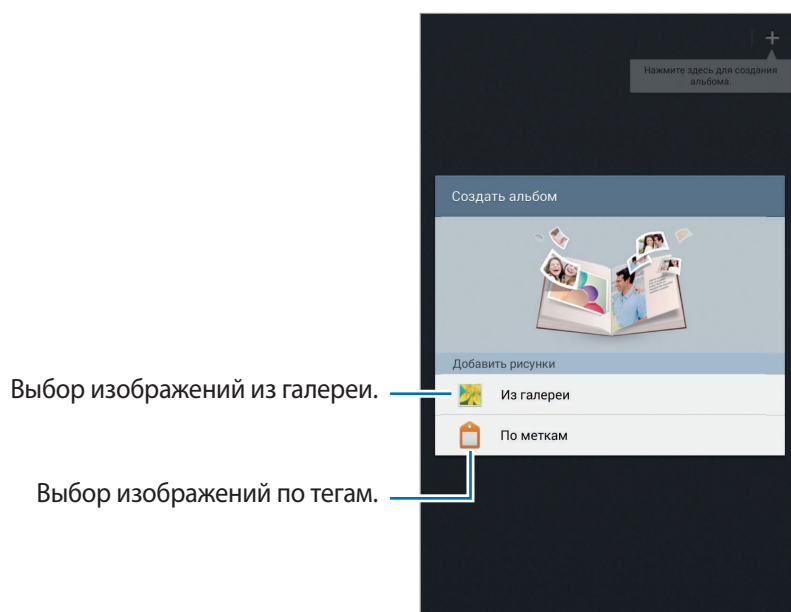 +
Нажмите здесь для создания
альбома.
Создать альбом
Добавить рисунки
Выбор изображений из галереи.
Из галереи
По меткам
Выбор изображений по тегам.